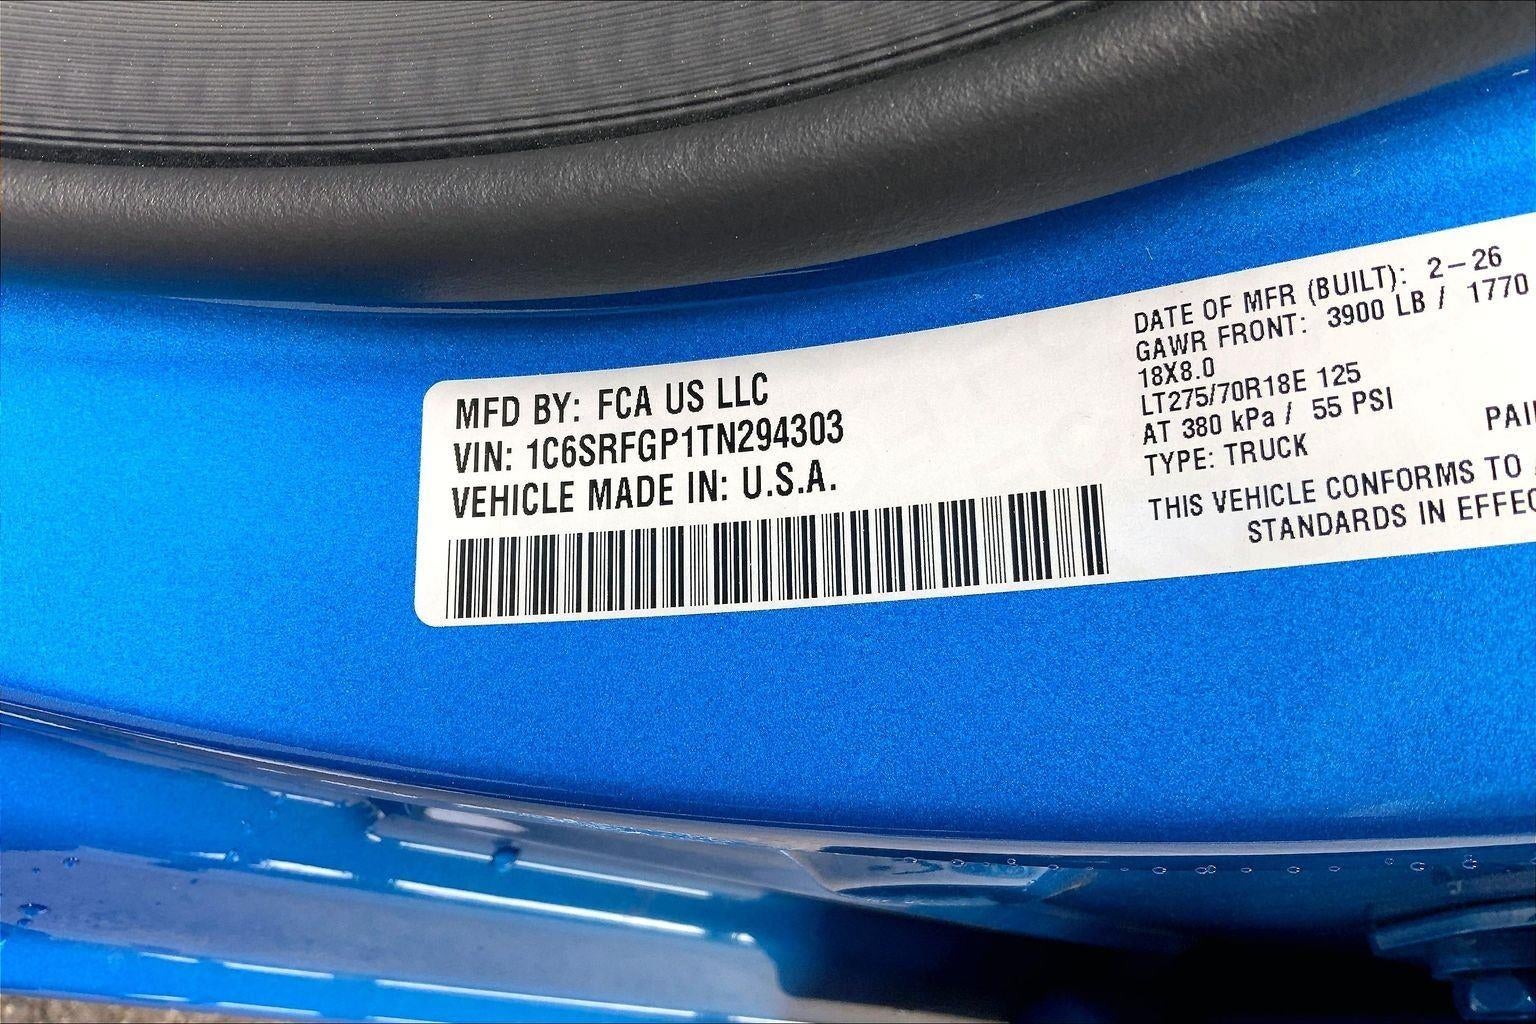 MFD BY: FCA US LLC
VIN: 1C6SRFGP1TN294303
VEHICLE MADE IN: U.S.A.
DATE OF MFR (BUILT): 2-26
GAWR FRONT: 3900 LB / 1770
18X8.0
LT275/70R18E 125
AT 380 kPa / 55 PSI
TYPE: TRUCK
THIS VEHICLE CONFORMS TO
STANDARDS IN